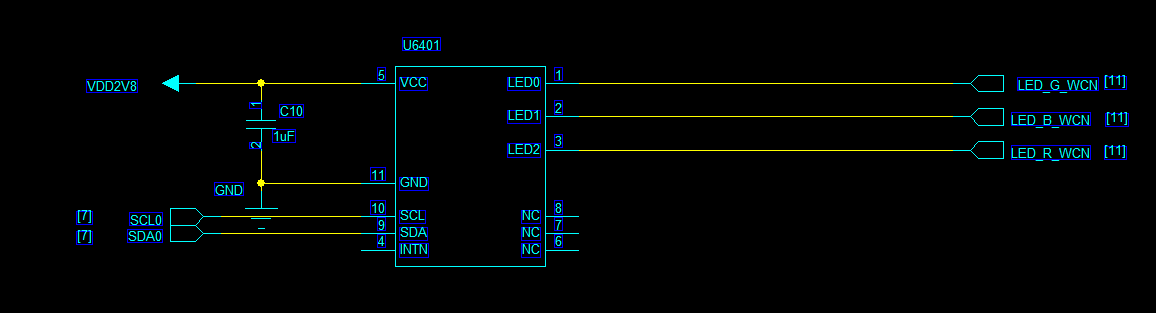 U6401
VDD2V8
5
VCC
LED0
1
LED_G_WCN
[11]
1
C10
1uF
2
LED1
2
LED_B_WCN
[11]
LED2
3
LED_R_WCN
[11]
GND
11
GND
[7]
SCL0
10
SCL
NC
8
[7]
SDA0
9
SDA
NC
7
4
INTN
NC
6